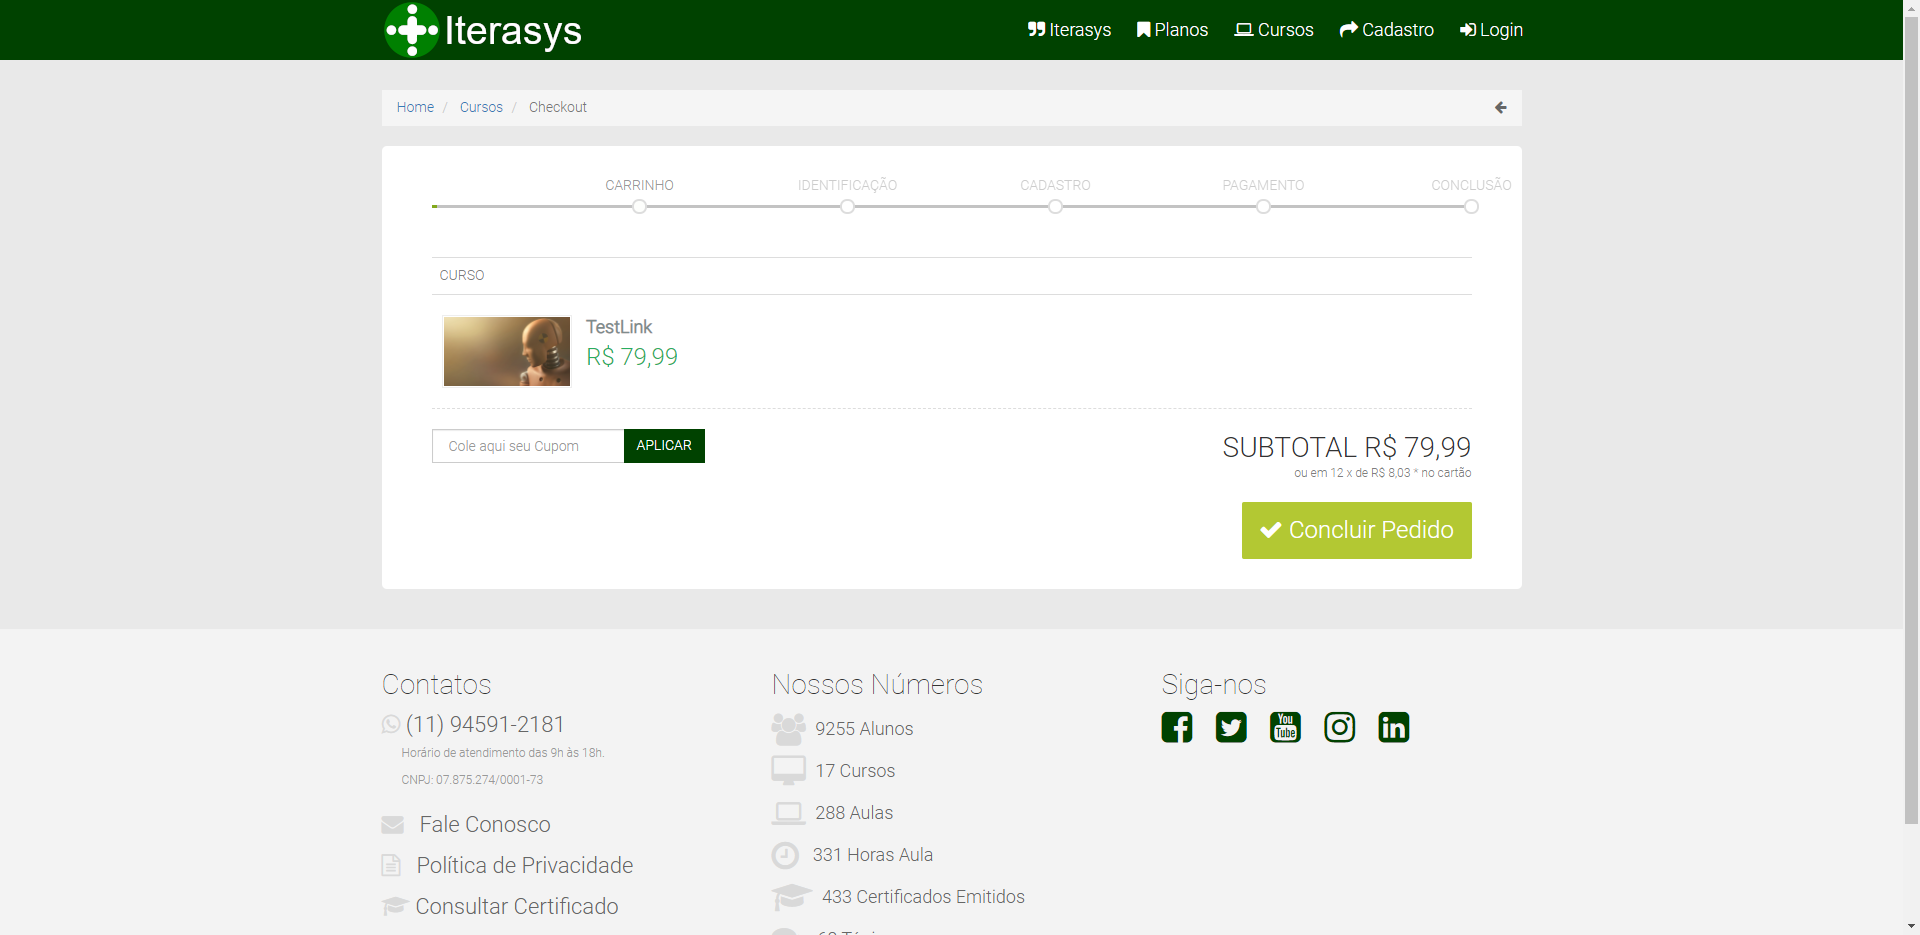 Iterasys
Iterasys Planos Cursos Cadastro Login
Home / Cursos / Checkout
CARRINHO IDENTIFICAÇÃO CADASTRO PAGAMENTO CONCLUSÃO
CURSO
TestLink
R$ 79,99
Cole aqui seu Cupom APLICAR
SUBTOTAL R$ 79,99
ou em 12 x de R$ 8,03 * no cartão
Concluir Pedido
Contatos
(11) 94591-2181
Horário de atendimento das 9h às 18h.
CNPJ: 07.875.274/0001-73
Fale Conosco
Política de Privacidade
Consultar Certificado
Nossos Números
9255 Alunos
17 Cursos
288 Aulas
331 Horas Aula
433 Certificados Emitidos
Siga-nos
You
Tube